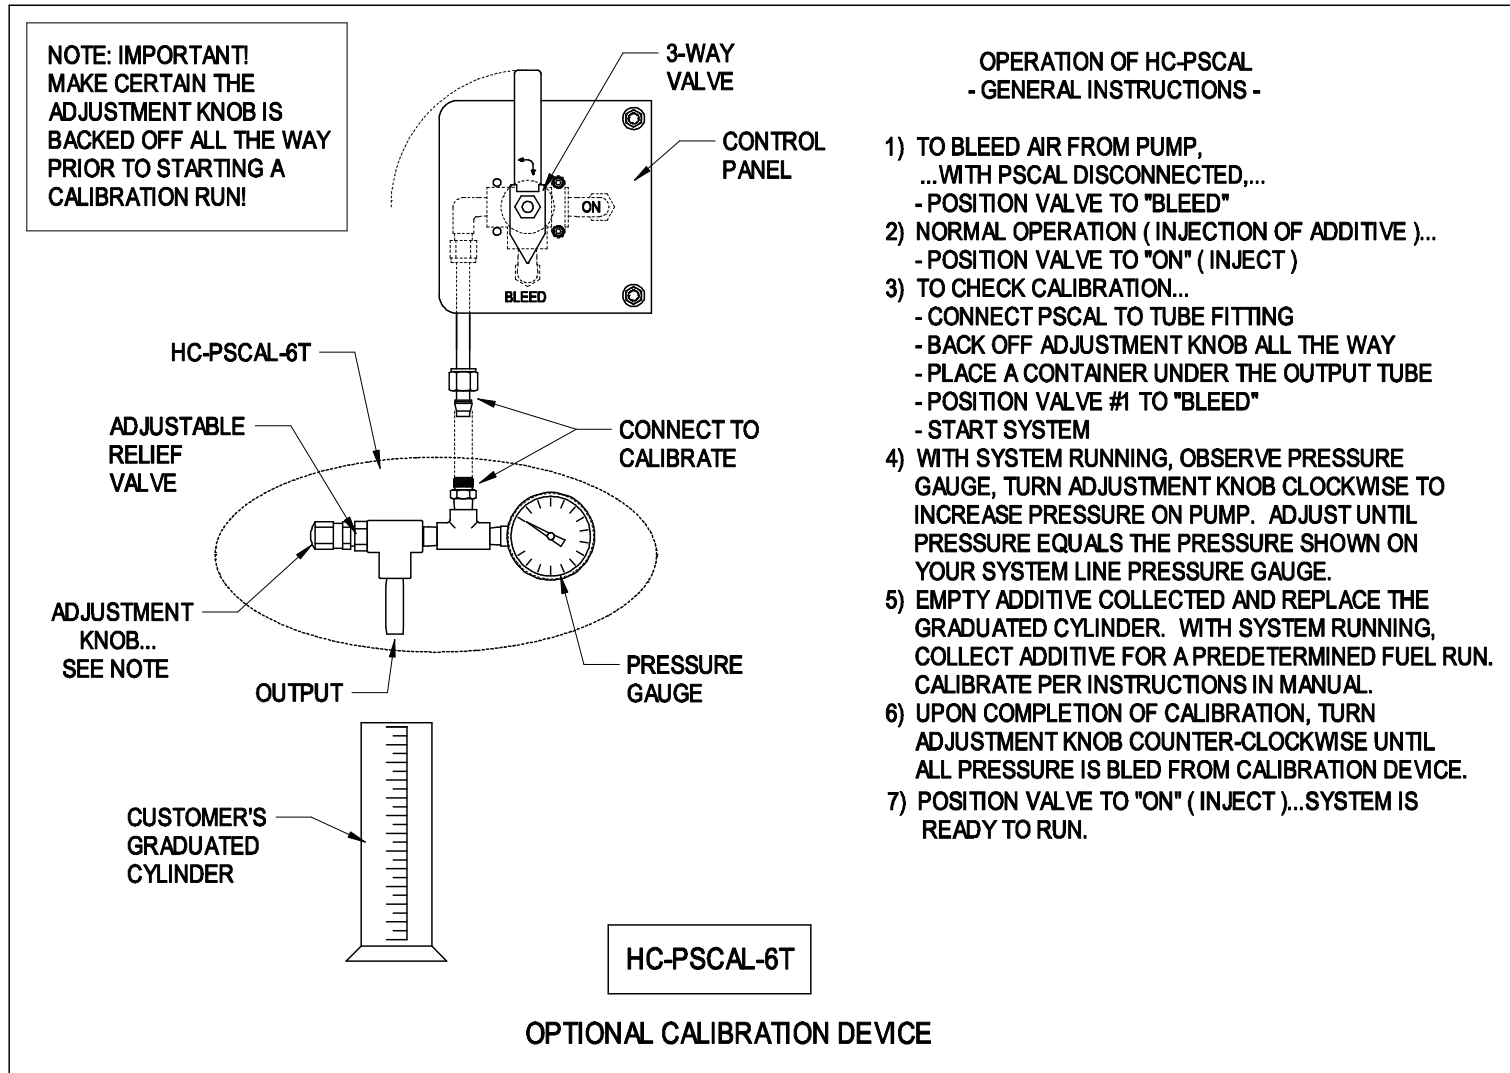 NOTE: IMPORTANT!
MAKE CERTAIN THE
ADJUSTMENT KNOB IS
BACKED OFF ALL THE WAY
PRIOR TO STARTING A
CALIBRATION RUN!
3-WAY
VALVE
CONTROL
PANEL
ON
BLEED
HC-PSCAL-6T
ADJUSTABLE
RELIEF
VALVE
CONNECT TO
CALIBRATE
ADJUSTMENT
KNOB...
SEE NOTE
OUTPUT
PRESSURE
GAUGE
CUSTOMER'S
GRADUATED
CYLINDER
OPERATION OF HC-PSCAL
- GENERAL INSTRUCTIONS -
1) TO BLEED AIR FROM PUMP,
...WITH PSCAL DISCONNECTED,...
- POSITION VALVE TO "BLEED"
2) NORMAL OPERATION ( INJECTION OF ADDITIVE )...
- POSITION VALVE TO "ON" ( INJECT )
3) TO CHECK CALIBRATION...
- CONNECT PSCAL TO TUBE FITTING
- BACK OFF ADJUSTMENT KNOB ALL THE WAY
- PLACE A CONTAINER UNDER THE OUTPUT TUBE
- POSITION VALVE #1 TO "BLEED"
- START SYSTEM
4) WITH SYSTEM RUNNING, OBSERVE PRESSURE
GAUGE, TURN ADJUSTMENT KNOB CLOCKWISE TO
INCREASE PRESSURE ON PUMP. ADJUST UNTIL
PRESSURE EQUALS THE PRESSURE SHOWN ON
YOUR SYSTEM LINE PRESSURE GAUGE.
5) EMPTY ADDITIVE COLLECTED AND REPLACE THE
GRADUATED CYLINDER. WITH SYSTEM RUNNING,
COLLECT ADDITIVE FOR A PREDETERMINED FUEL RUN.
CALIBRATE PER INSTRUCTIONS IN MANUAL.
6) UPON COMPLETION OF CALIBRATION, TURN
ADJUSTMENT KNOB COUNTER-CLOCKWISE UNTIL
ALL PRESSURE IS BLED FROM CALIBRATION DEVICE.
7) POSITION VALVE TO "ON" ( INJECT )...SYSTEM IS
READY TO RUN.
HC-PSCAL-6T
OPTIONAL CALIBRATION DEVICE